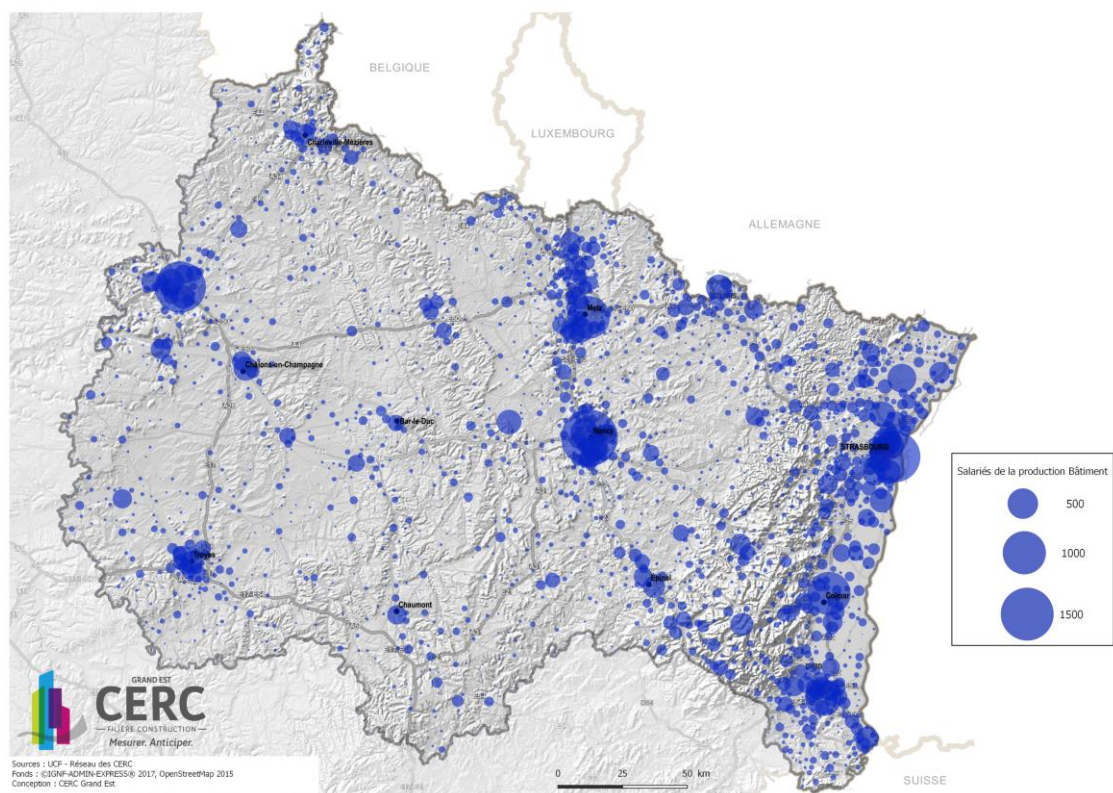 BELGIQUE
LUXEMBOURG
Charleville-Mézières
ALLEMAGNE
Metz
Châlons-en-Champagne
Bar-le-Duc
Nancy
STRASBOURG
Salariés de la production Bâtiment
500
1000
1500
Troyes
Epinal
Colmar
Chaumont
GRAND EST
CERC
FILIÈRE CONSTRUCTION
Mesurer. Anticiper.
Sources : UCF - Réseau des CERC
Fonds : ©IGNF-ADMIN-EXPRESS® 2017, OpenStreetMap 2015
Conception : CERC Grand Est
0 25 50 km
SUISSE